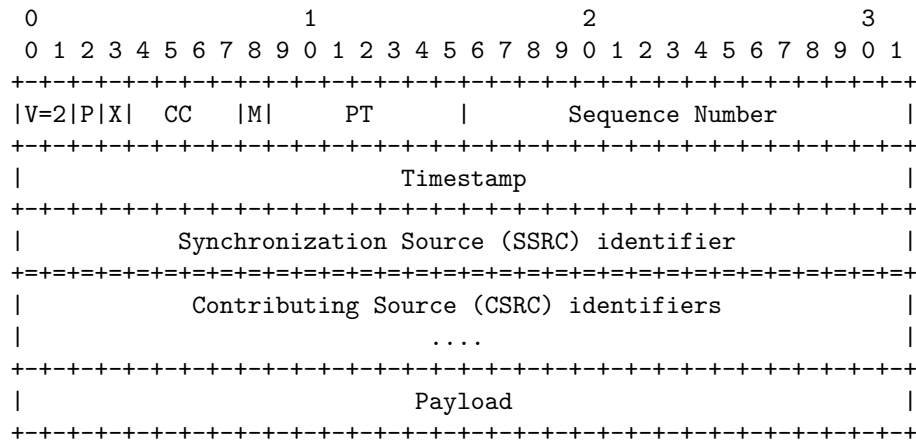 0                   1                   2                   3
 0 1 2 3 4 5 6 7 8 9 0 1 2 3 4 5 6 7 8 9 0 1 2 3 4 5 6 7 8 9 0 1
+-+-+-+-+-+-+-+-+-+-+-+-+-+-+-+-+-+-+-+-+-+-+-+-+-+-+-+-+-+-+-+-+
|V=2|P|X|  CC   |M|     PT      |       Sequence Number         |
+-+-+-+-+-+-+-+-+-+-+-+-+-+-+-+-+-+-+-+-+-+-+-+-+-+-+-+-+-+-+-+-+
|                           Timestamp                           |
+-+-+-+-+-+-+-+-+-+-+-+-+-+-+-+-+-+-+-+-+-+-+-+-+-+-+-+-+-+-+-+-+
|           Synchronization Source (SSRC) identifier            |
+=+=+=+=+=+=+=+=+=+=+=+=+=+=+=+=+=+=+=+=+=+=+=+=+=+=+=+=+=+=+=+=+
|            Contributing Source (CSRC) identifiers             |
|                             ....                              |
+-+-+-+-+-+-+-+-+-+-+-+-+-+-+-+-+-+-+-+-+-+-+-+-+-+-+-+-+-+-+-+-+
|                            Payload                            |
+-+-+-+-+-+-+-+-+-+-+-+-+-+-+-+-+-+-+-+-+-+-+-+-+-+-+-+-+-+-+-+-+